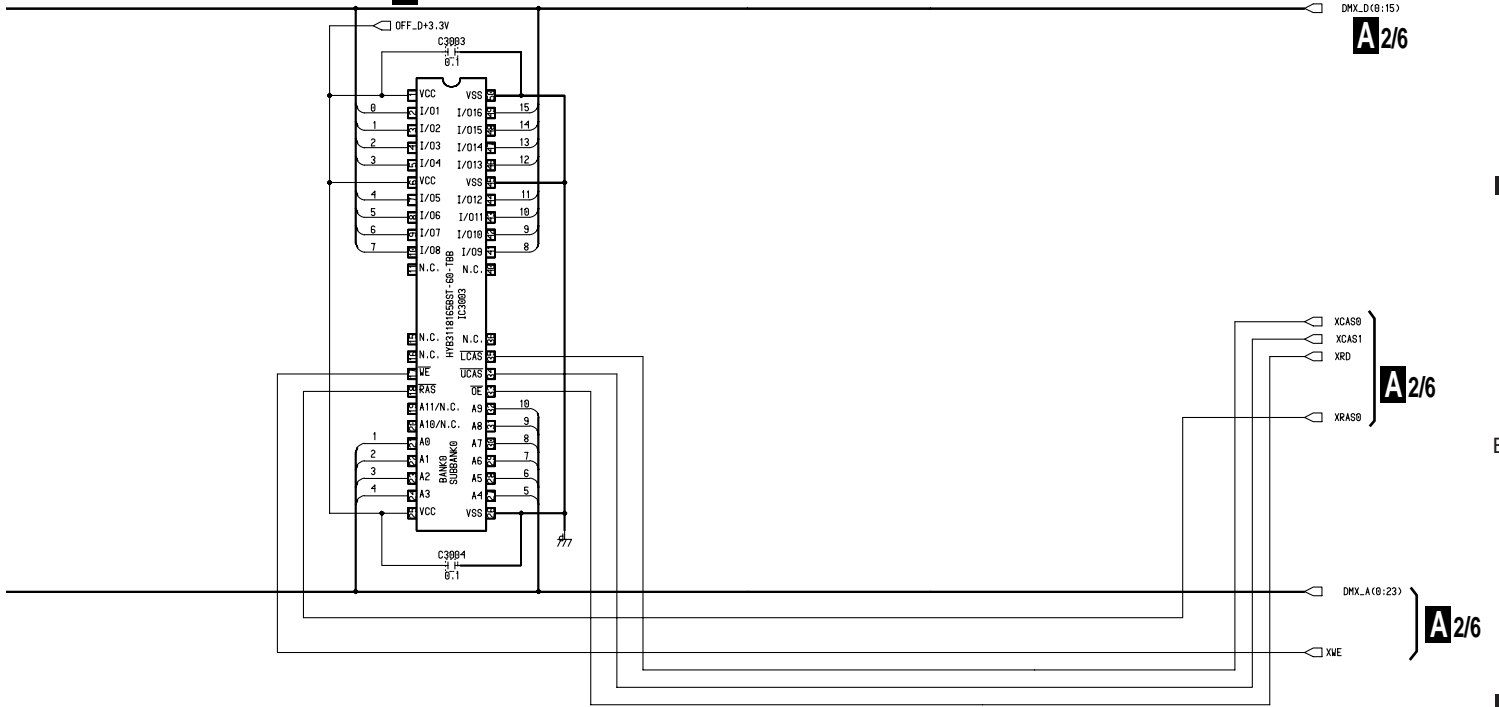 DMX_D(0:15)
A 2/6
OFF_D+3.3V
C3003
0.1
VCC VSS
0 I/O1 I/O16 15
1 I/O2 I/O15 14
2 I/O3 I/O14 13
3 I/O4 I/O13 12
VCC VSS
4 I/O5 I/O12 11
5 I/O6 I/O11 10
6 I/O7 I/O10 9
7 I/O8 I/O9 8
N.C. N.C.
HYB3118165BST-60-TBB
IC3003
N.C. N.C.
N.C. LCAS
WE UCAS
RAS OE
A11/N.C. A9 10
A10/N.C. A8 9
1 A0 A7 8
2 A1 A6 7
3 A2 A5 6
4 A3 A4 5
VCC VSS
BANK0
SUBBANK0
C3004
0.1
XCAS0
XCAS1
XRD
XRAS0
A 2/6
DMX_A(0:23)
XWE
A 2/6